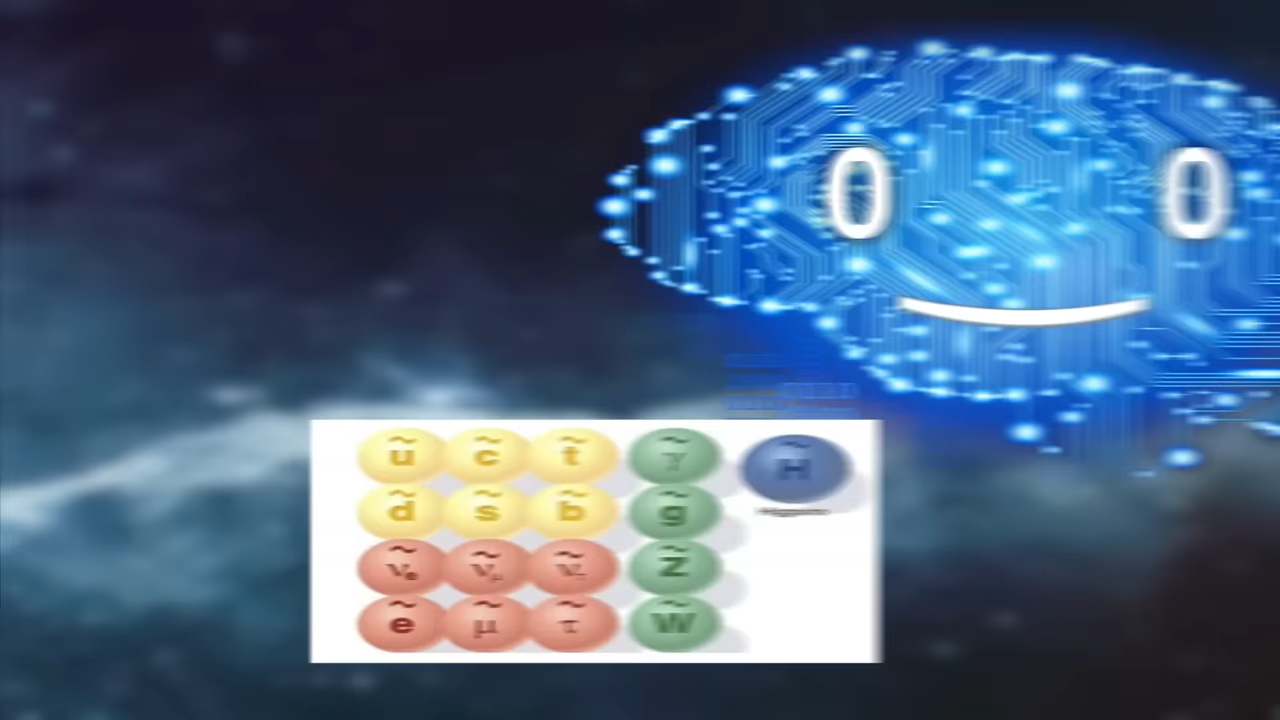 0 0
ũ c̃ t̃ γ̃ H̃
d̃ s̃ b̃ g̃
ν̃e ν̃μ ν̃τ Z̃
ẽ μ̃ τ̃ W̃